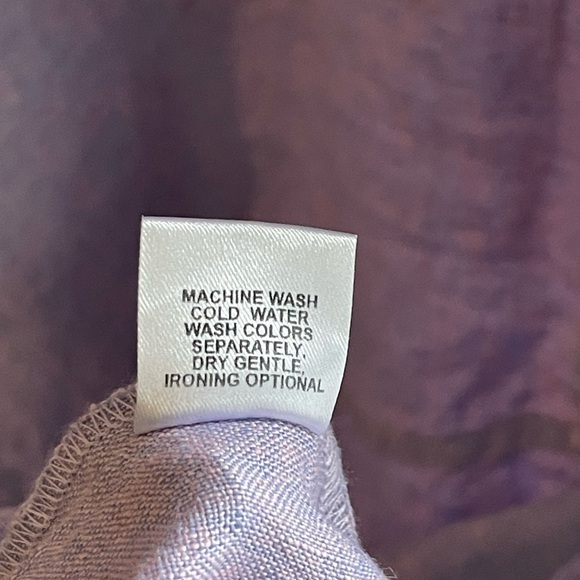 MACHINE WASH
COLD WATER
WASH COLORS
SEPARATELY,
DRY GENTLE,
IRONING OPTIONAL